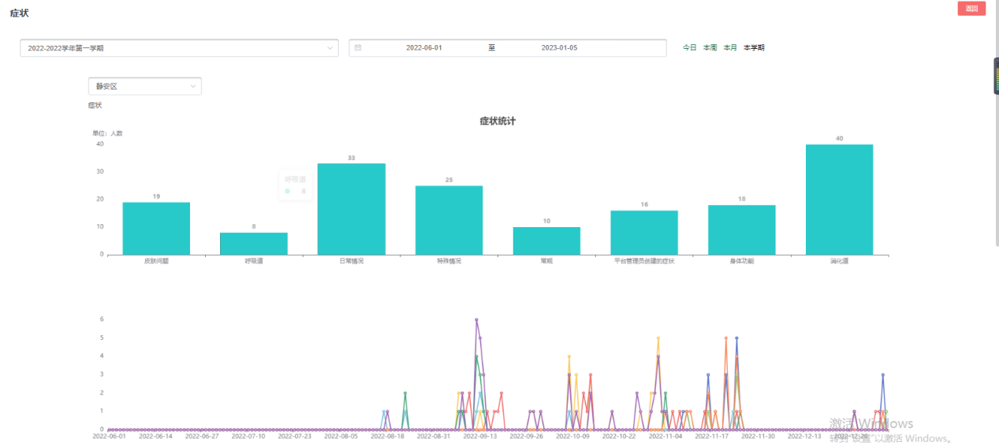 症状
返回
2022-2022学年第一学期
2022-06-01 至 2023-01-05
今日 本周 本月 本学期
静安区
症状
症状统计
单位：人数
40
30
20
10
0
19
8
33
25
10
16
18
40
呼吸道
8
皮肤问题 呼吸道 日常情况 特殊情况 常规 平台管理员创建的症状 身体功能 消化道
6
5
4
3
2
1
0
2022-06-01 2022-06-14 2022-06-27 2022-07-10 2022-07-23 2022-08-05 2022-08-18 2022-08-31 2022-09-13 2022-09-26 2022-10-09 2022-10-22 2022-11-04 2022-11-17 2022-11-30 2022-12-13 2022-12-26
激活 Windows
转到"设置"以激活 Windows。